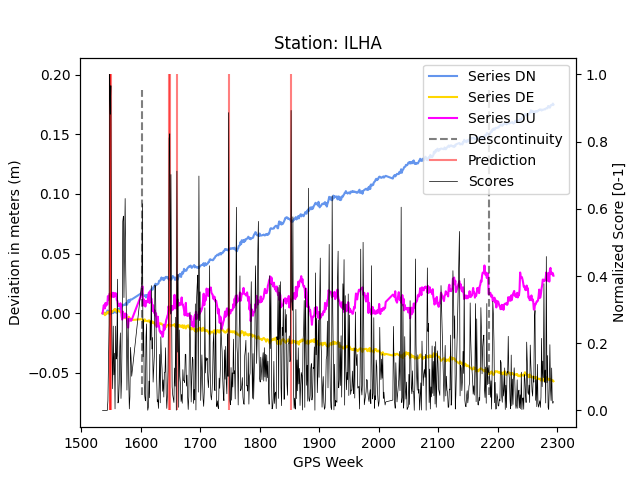 Station: ILHA
Series DN
Series DE
Series DU
Descontinuity
Prediction
Scores
Deviation in meters (m)
0.20
0.15
0.10
0.05
0.00
−0.05
Normalized Score [0-1]
1.0
0.8
0.6
0.4
0.2
0.0
1500 1600 1700 1800 1900 2000 2100 2200 2300
GPS Week